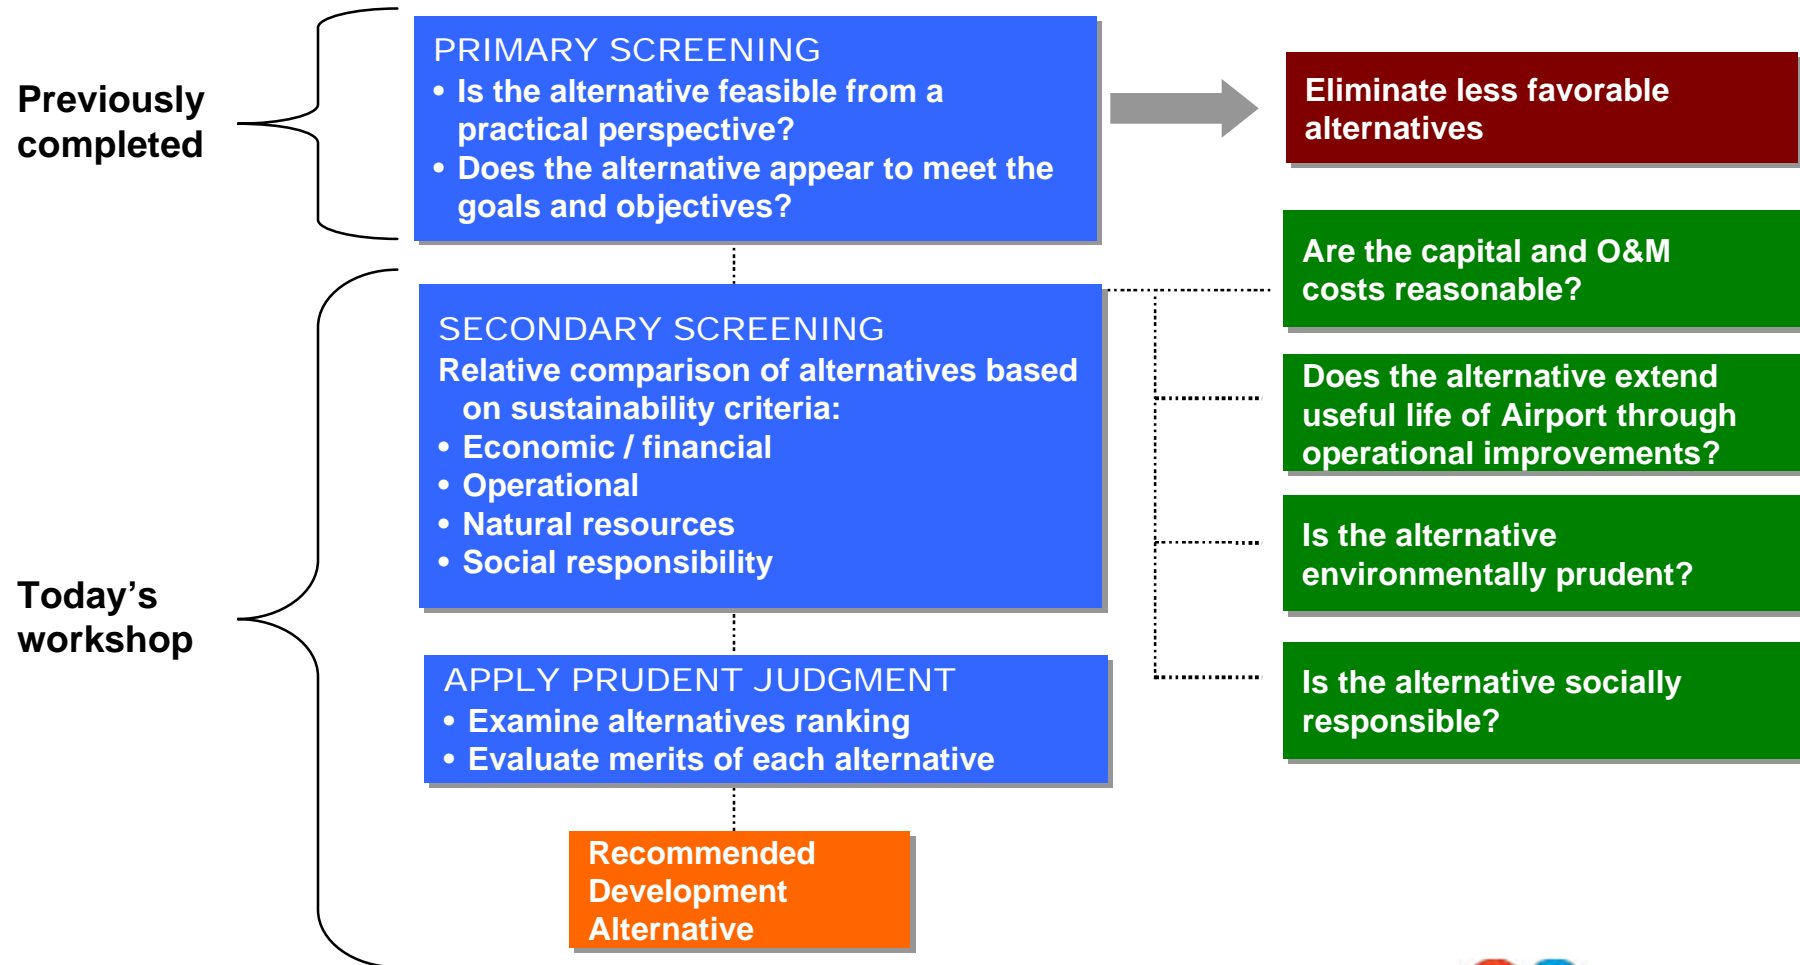 Previously
completed
PRIMARY SCREENING
• Is the alternative feasible from a
practical perspective?
• Does the alternative appear to meet the
goals and objectives?
Eliminate less favorable
alternatives
Today’s
workshop
SECONDARY SCREENING
Relative comparison of alternatives based
on sustainability criteria:
• Economic / financial
• Operational
• Natural resources
• Social responsibility
Are the capital and O&M
costs reasonable?
Does the alternative extend
useful life of Airport through
operational improvements?
Is the alternative
environmentally prudent?
Is the alternative socially
responsible?
APPLY PRUDENT JUDGMENT
• Examine alternatives ranking
• Evaluate merits of each alternative
Recommended
Development
Alternative